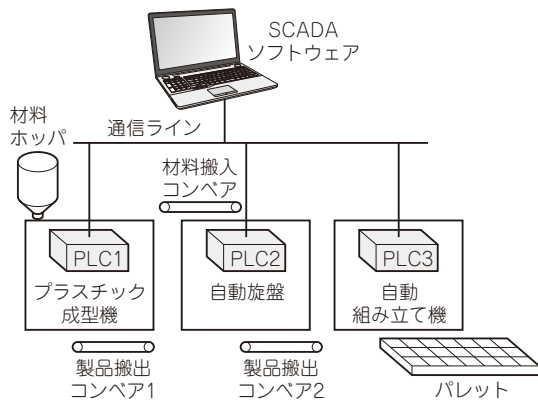 SCADA
ソフトウェア
材料
ホッパ
通信ライン
材料搬入
コンベア
PLC1
プラスチック
成型機
PLC2
自動旋盤
PLC3
自動
組み立て機
製品搬出
コンベア1
製品搬出
コンベア2
パレット